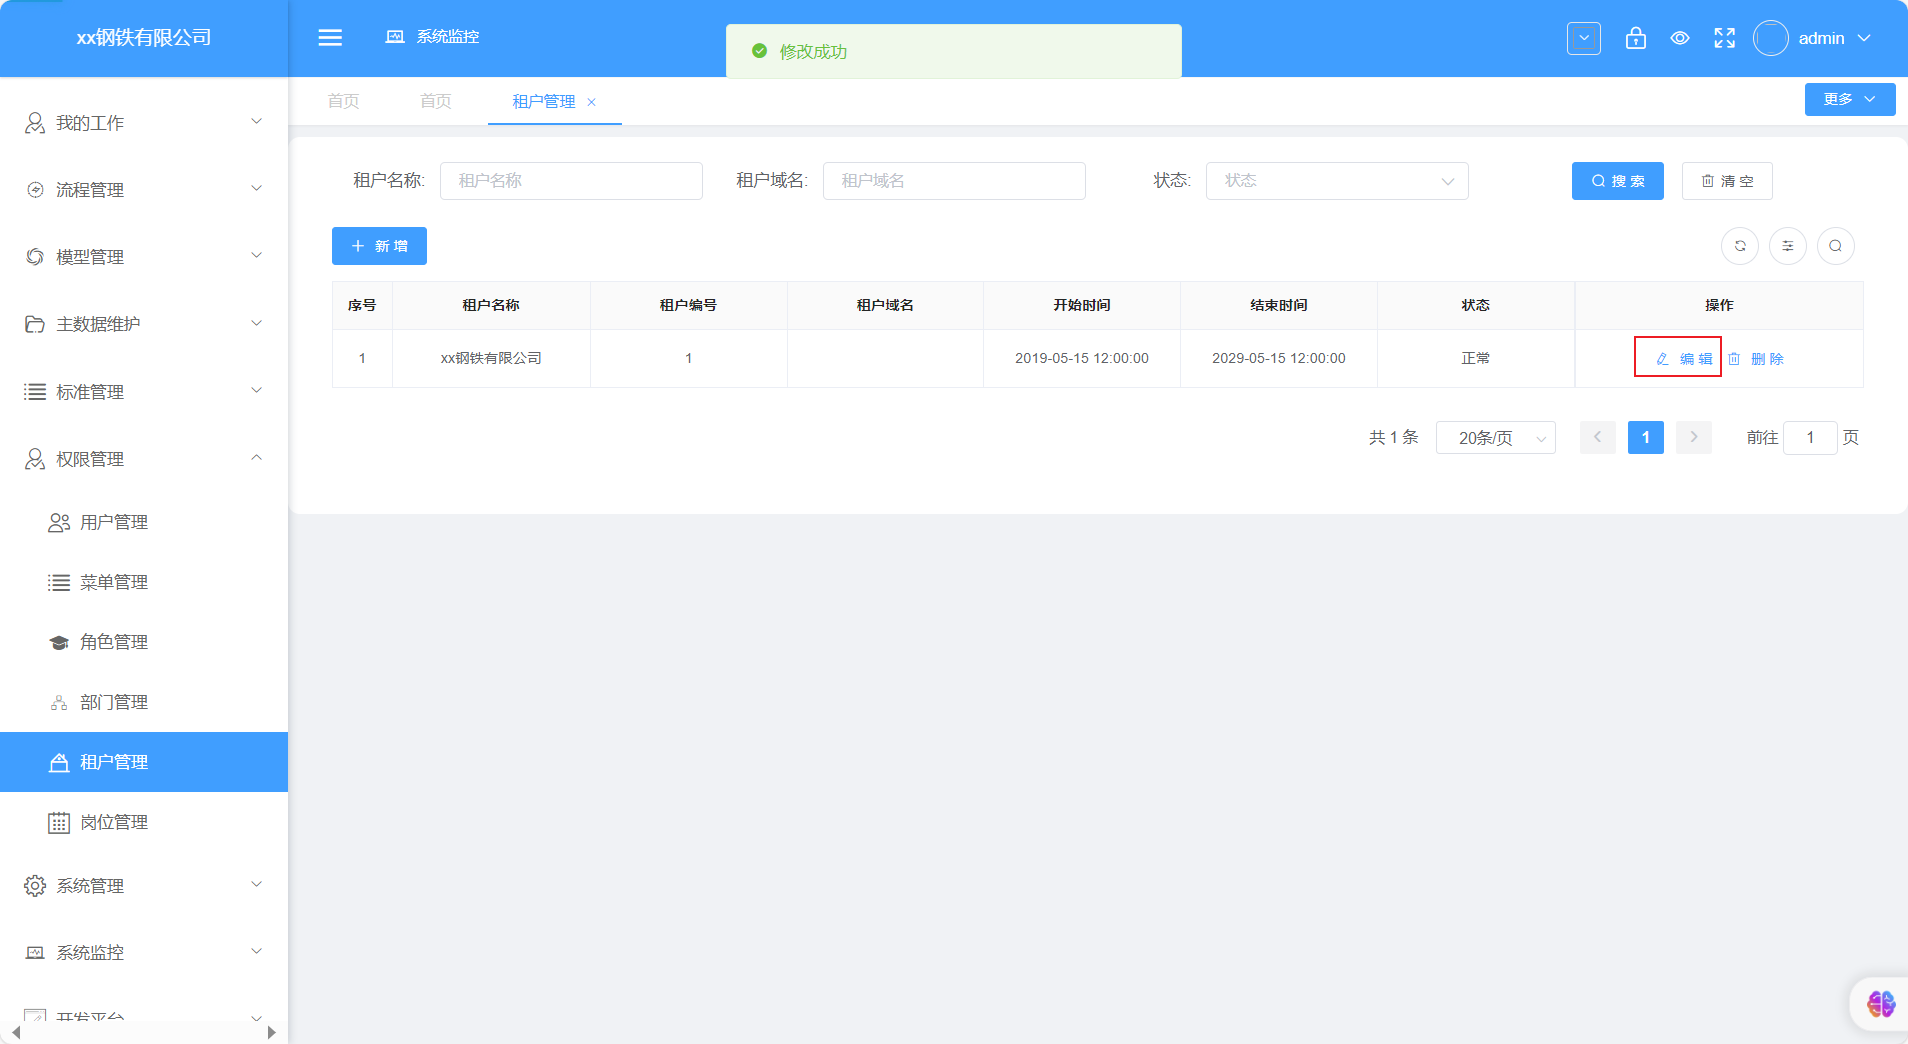 xx钢铁有限公司
系统监控
修改成功
admin
首页
首页
租户管理
更多
我的工作
流程管理
模型管理
主数据维护
标准管理
权限管理
用户管理
菜单管理
角色管理
部门管理
租户管理
岗位管理
系统管理
系统监控
开发平台
租户名称: 租户名称
租户域名: 租户域名
状态: 状态
搜 索
清 空
新 增
序号 租户名称 租户编号 租户域名 开始时间 结束时间 状态 操作
1 xx钢铁有限公司 1 2019-05-15 12:00:00 2029-05-15 12:00:00 正常 编 辑 删 除
共 1 条 20条/页 1 前往 1 页